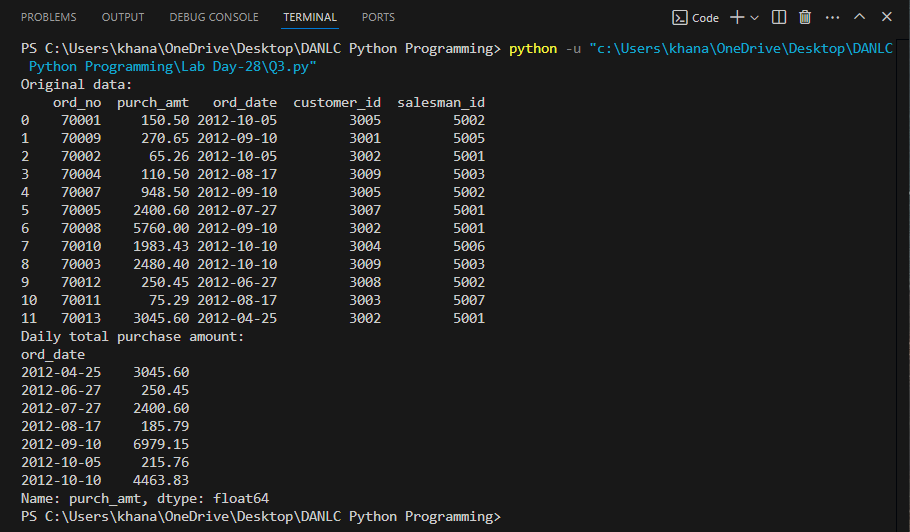 PROBLEMS OUTPUT DEBUG CONSOLE TERMINAL PORTS Code
PS C:\Users\khana\OneDrive\Desktop\DANLC Python Programming> python -u "c:\Users\khana\OneDrive\Desktop\DANLC
 Python Programming\Lab Day-28\Q3.py"
Original data:
    ord_no  purch_amt   ord_date  customer_id  salesman_id
0    70001     150.50 2012-10-05         3005         5002
1    70009     270.65 2012-09-10         3001         5005
2    70002      65.26 2012-10-05         3002         5001
3    70004     110.50 2012-08-17         3009         5003
4    70007     948.50 2012-09-10         3005         5002
5    70005    2400.60 2012-07-27         3007         5001
6    70008    5760.00 2012-09-10         3002         5001
7    70010    1983.43 2012-10-10         3004         5006
8    70003    2480.40 2012-10-10         3009         5003
9    70012     250.45 2012-06-27         3008         5002
10   70011      75.29 2012-08-17         3003         5007
11   70013    3045.60 2012-04-25         3002         5001
Daily total purchase amount:
ord_date
2012-04-25    3045.60
2012-06-27     250.45
2012-07-27    2400.60
2012-08-17     185.79
2012-09-10    6979.15
2012-10-05     215.76
2012-10-10    4463.83
Name: purch_amt, dtype: float64
PS C:\Users\khana\OneDrive\Desktop\DANLC Python Programming>